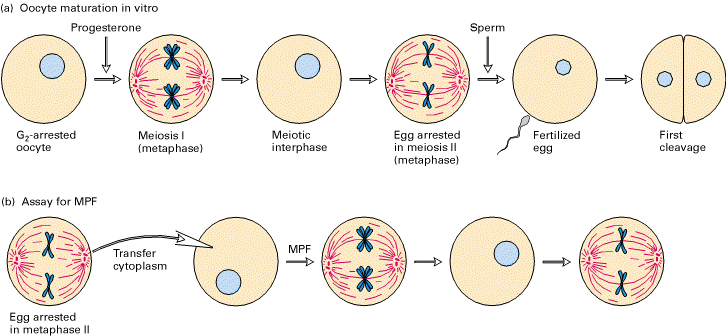 (a) Oocyte maturation in vitro
Progesterone
Sperm
G₂-arrested
oocyte
Meiosis I
(metaphase)
Meiotic
interphase
Egg arrested
in meiosis II
(metaphase)
Fertilized
egg
First
cleavage
(b) Assay for MPF
Transfer
cytoplasm
MPF
Egg arrested
in metaphase II